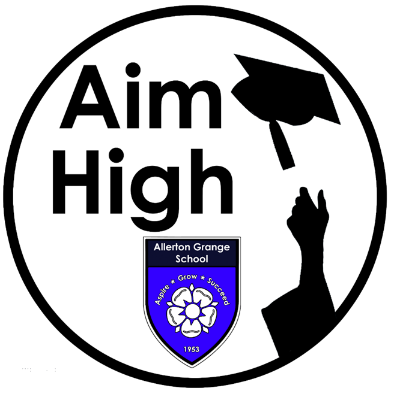 Aim
High
Allerton Grange
School
Aspire ★ Grow ★ Succeed
1953